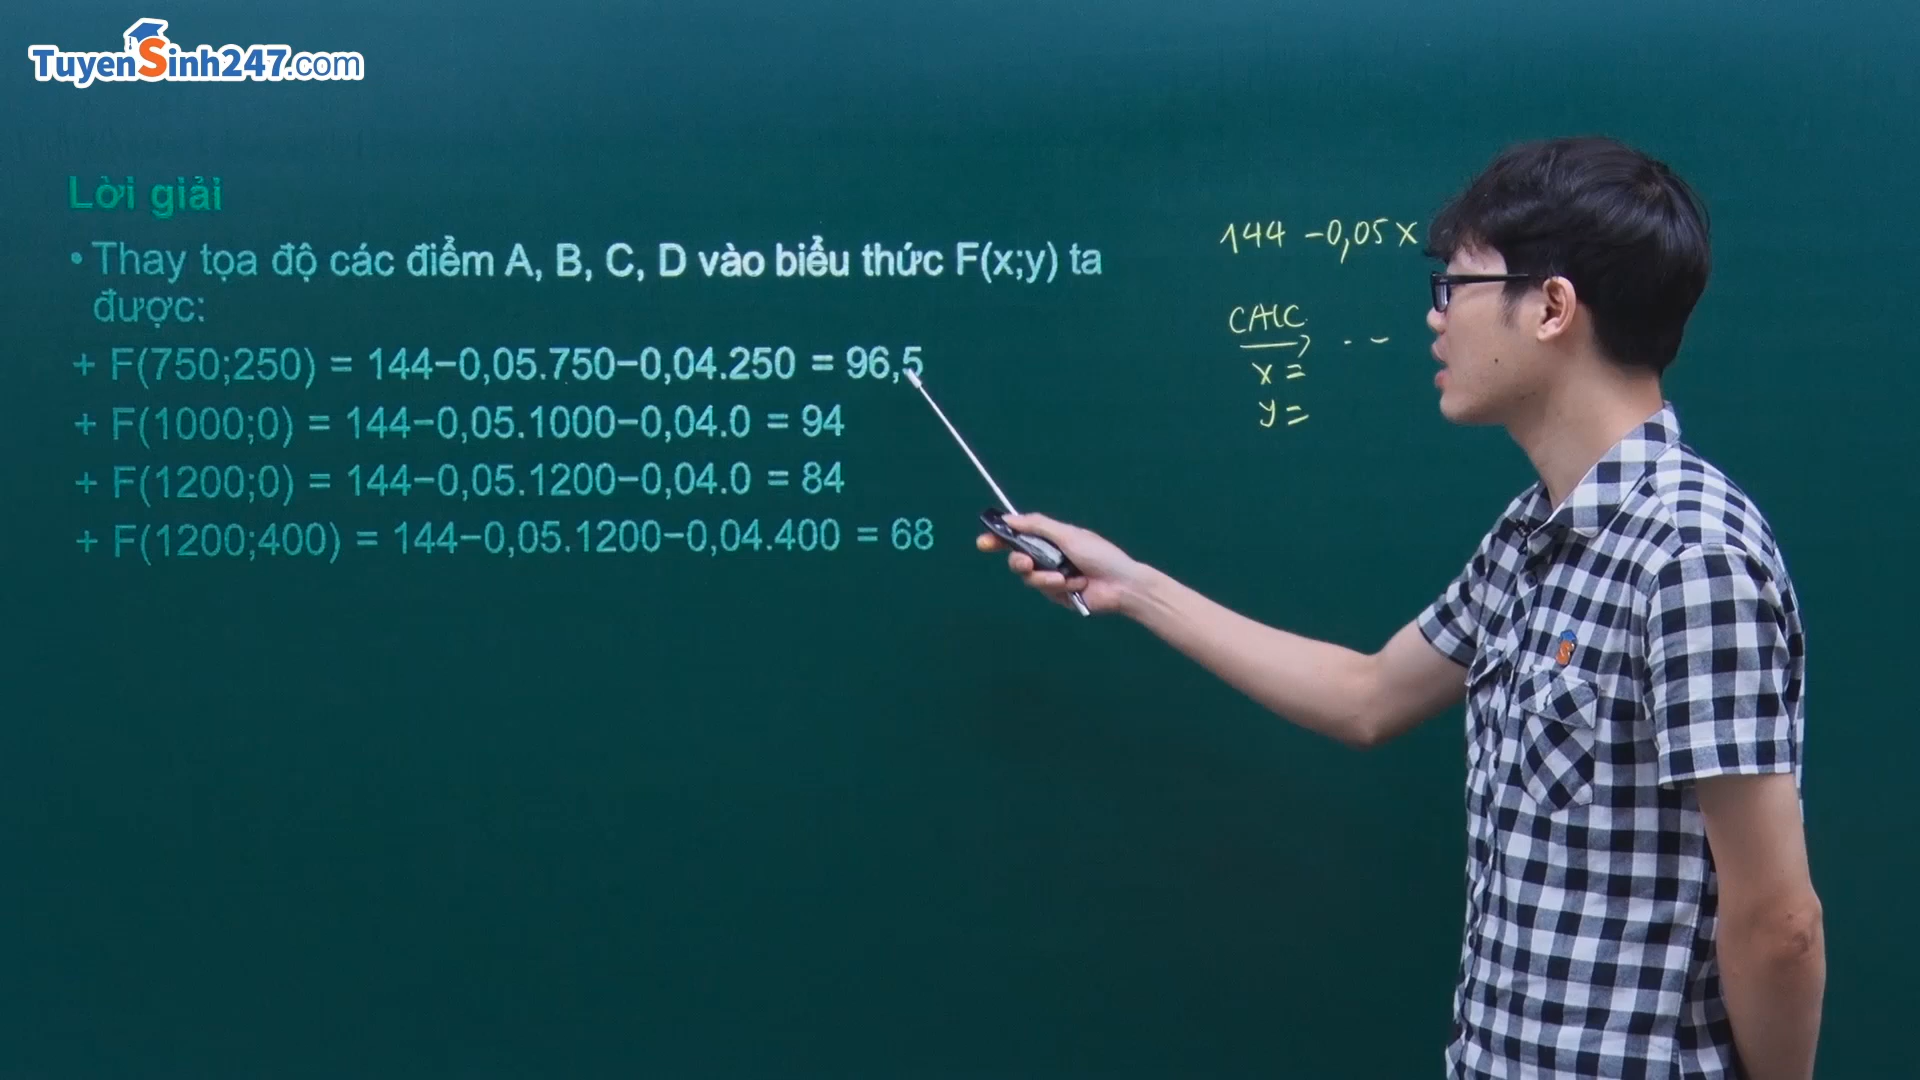 TuyenSinh247.com
Lời giải
• Thay tọa độ các điểm A, B, C, D vào biểu thức F(x;y) ta
được:
+ F(750;250) = 144−0,05.750−0,04.250 = 96,5
+ F(1000;0) = 144−0,05.1000−0,04.0 = 94
+ F(1200;0) = 144−0,05.1200−0,04.0 = 84
+ F(1200;400) = 144−0,05.1200−0,04.400 = 68
144 -0,05x
CALC
x =
y =